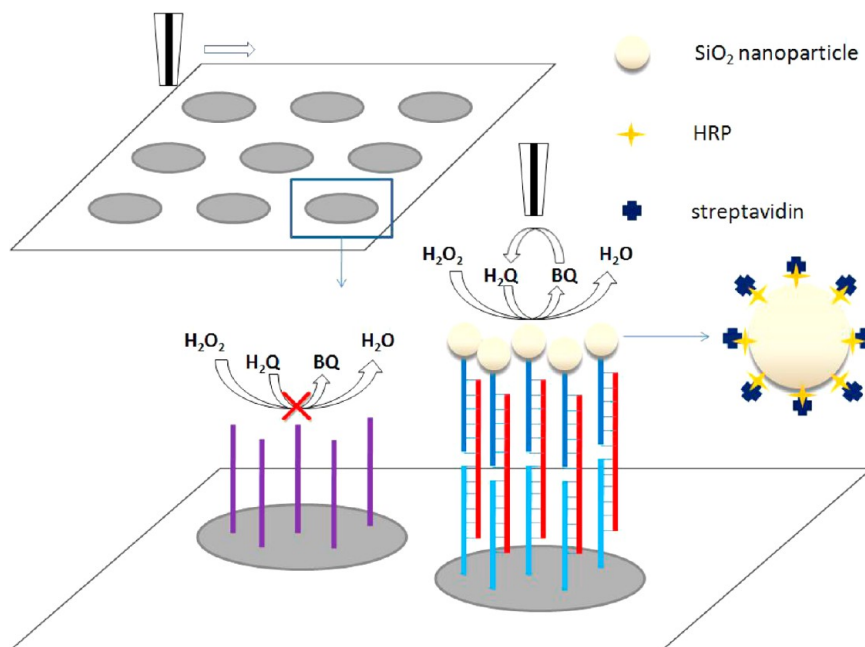 SiO₂ nanoparticle
HRP
streptavidin
H₂O₂
H₂Q
BQ
H₂O
H₂O₂
H₂Q
BQ
H₂O